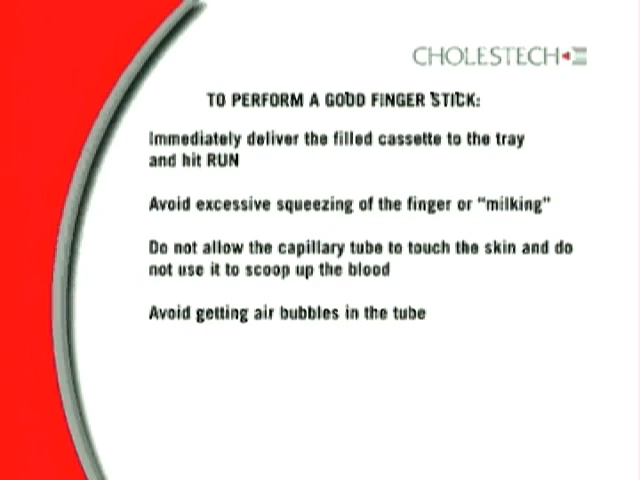 CHOLESTECH
TO PERFORM A GOOD FINGER STICK:
Immediately deliver the filled cassette to the tray
and hit RUN
Avoid excessive squeezing of the finger or "milking"
Do not allow the capillary tube to touch the skin and do
not use it to scoop up the blood
Avoid getting air bubbles in the tube